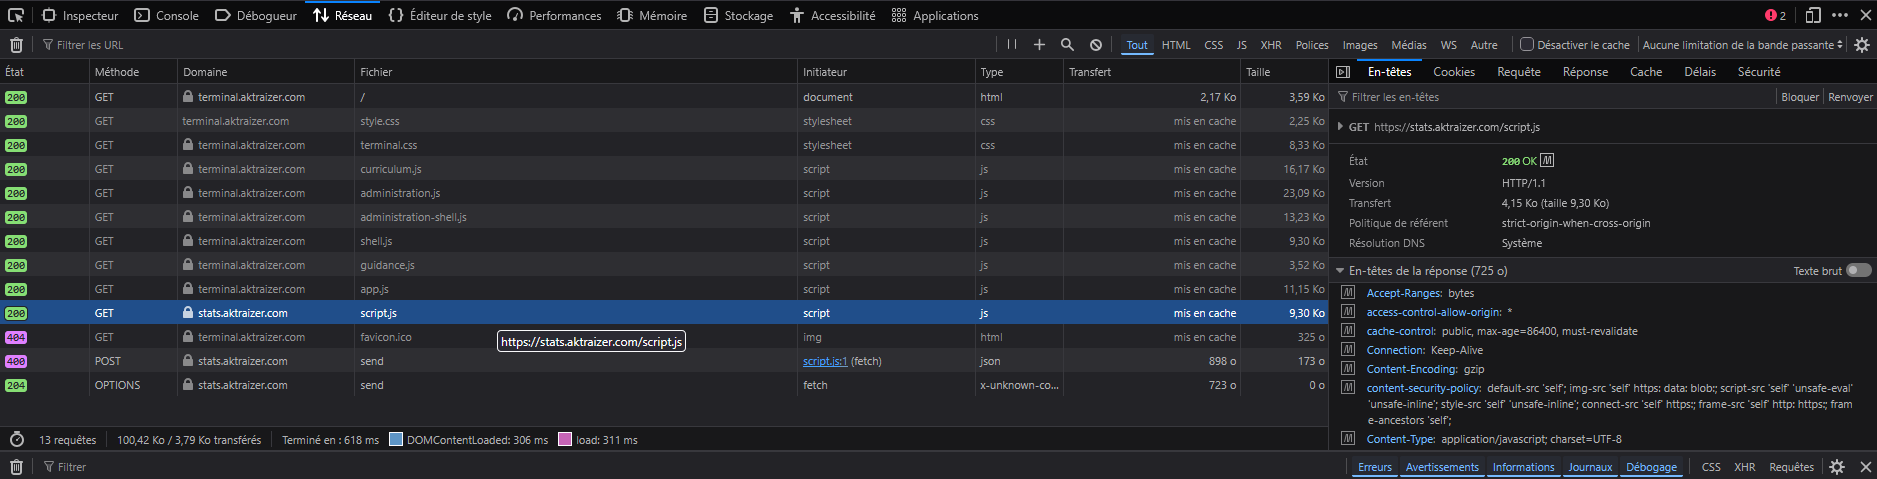 Inspecteur Console Débogueur Réseau Éditeur de style Performances Mémoire Stockage Accessibilité Applications 2
Filtrer les URL Tout HTML CSS JS XHR Polices Images Médias WS Autre Désactiver le cache Aucune limitation de la bande passante
État Méthode Domaine Fichier Initiateur Type Transfert Taille
200 GET terminal.aktraizer.com / document html 2,17 Ko 3,59 Ko
200 GET terminal.aktraizer.com style.css stylesheet css mis en cache 2,25 Ko
200 GET terminal.aktraizer.com terminal.css stylesheet css mis en cache 8,33 Ko
200 GET terminal.aktraizer.com curriculum.js script js mis en cache 16,17 Ko
200 GET terminal.aktraizer.com administration.js script js mis en cache 23,09 Ko
200 GET terminal.aktraizer.com administration-shell.js script js mis en cache 13,23 Ko
200 GET terminal.aktraizer.com shell.js script js mis en cache 9,30 Ko
200 GET terminal.aktraizer.com guidance.js script js mis en cache 3,52 Ko
200 GET terminal.aktraizer.com app.js script js mis en cache 11,15 Ko
200 GET stats.aktraizer.com script.js script js mis en cache 9,30 Ko
404 GET terminal.aktraizer.com favicon.ico img html mis en cache 325 o
https://stats.aktraizer.com/script.js
400 POST stats.aktraizer.com send script.js:1 (fetch) json 898 o 173 o
204 OPTIONS stats.aktraizer.com send fetch x-unknown-co... 723 o 0 o
13 requêtes 100,42 Ko / 3,79 Ko transférés Terminé en : 618 ms DOMContentLoaded: 306 ms load: 311 ms
En-têtes Cookies Requête Réponse Cache Délais Sécurité
Filtrer les en-têtes Bloquer Renvoyer
GET https://stats.aktraizer.com/script.js
État 200 OK
Version HTTP/1.1
Transfert 4,15 Ko (taille 9,30 Ko)
Politique de référent strict-origin-when-cross-origin
Résolution DNS Système
En-têtes de la réponse (725 o) Texte brut
Accept-Ranges: bytes
access-control-allow-origin: *
cache-control: public, max-age=86400, must-revalidate
Connection: Keep-Alive
Content-Encoding: gzip
content-security-policy: default-src 'self'; img-src 'self' https: data: blob:; script-src 'self' 'unsafe-eval'
'unsafe-inline'; style-src 'self' 'unsafe-inline'; connect-src 'self' https:; frame-src 'self' http: https:; fram
e-ancestors 'self';
Content-Type: application/javascript; charset=UTF-8
Filtrer Erreurs Avertissements Informations Journaux Débogage CSS XHR Requêtes